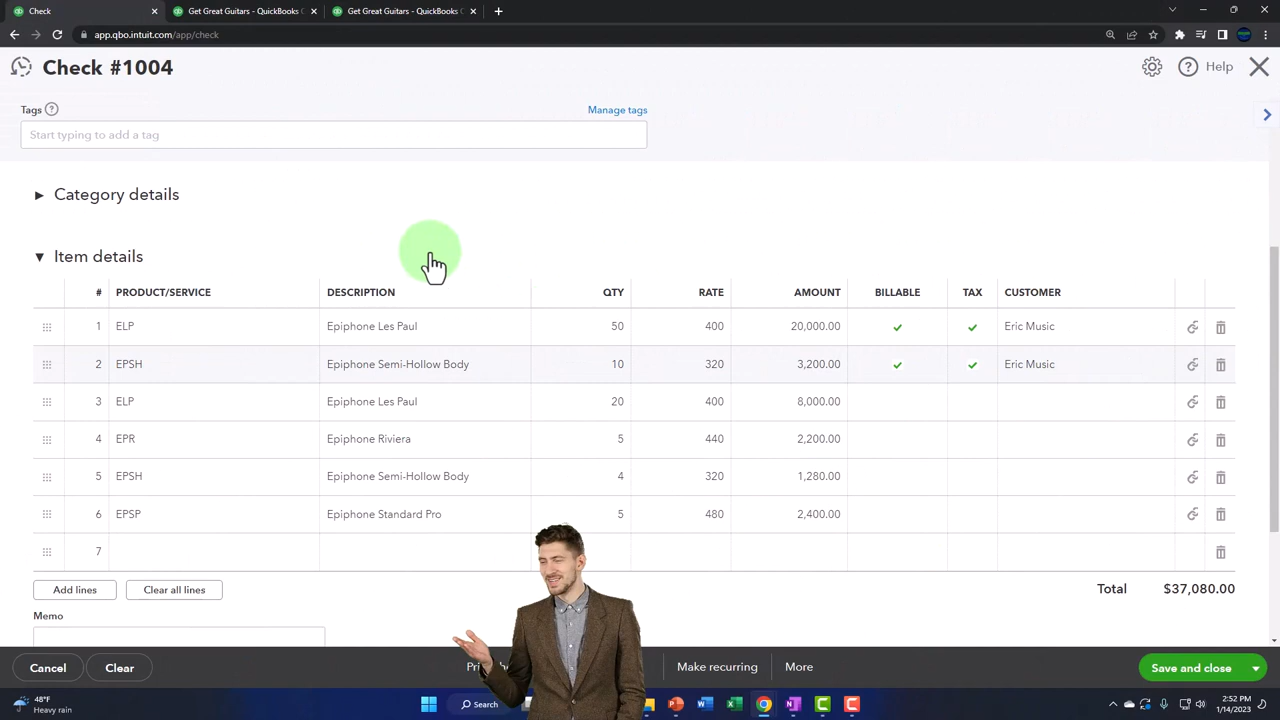 Check
Get Great Guitars - QuickBooks
Get Great Guitars - QuickBooks C
app.qbo.intuit.com/app/check
Check #1004
Help
Tags
Manage tags
Start typing to add a tag
Category details
Item details
# PRODUCT/SERVICE DESCRIPTION QTY RATE AMOUNT BILLABLE TAX CUSTOMER
1 ELP Epiphone Les Paul 50 400 20,000.00 Eric Music
2 EPSH Epiphone Semi-Hollow Body 10 320 3,200.00 Eric Music
3 ELP Epiphone Les Paul 20 400 8,000.00
4 EPR Epiphone Riviera 5 440 2,200.00
5 EPSH Epiphone Semi-Hollow Body 4 320 1,280.00
6 EPSP Epiphone Standard Pro 5 480 2,400.00
7
Add lines Clear all lines Total $37,080.00
Memo
Cancel Clear Make recurring More Save and close
48°F
Heavy rain
Search
2:52 PM
1/14/2023